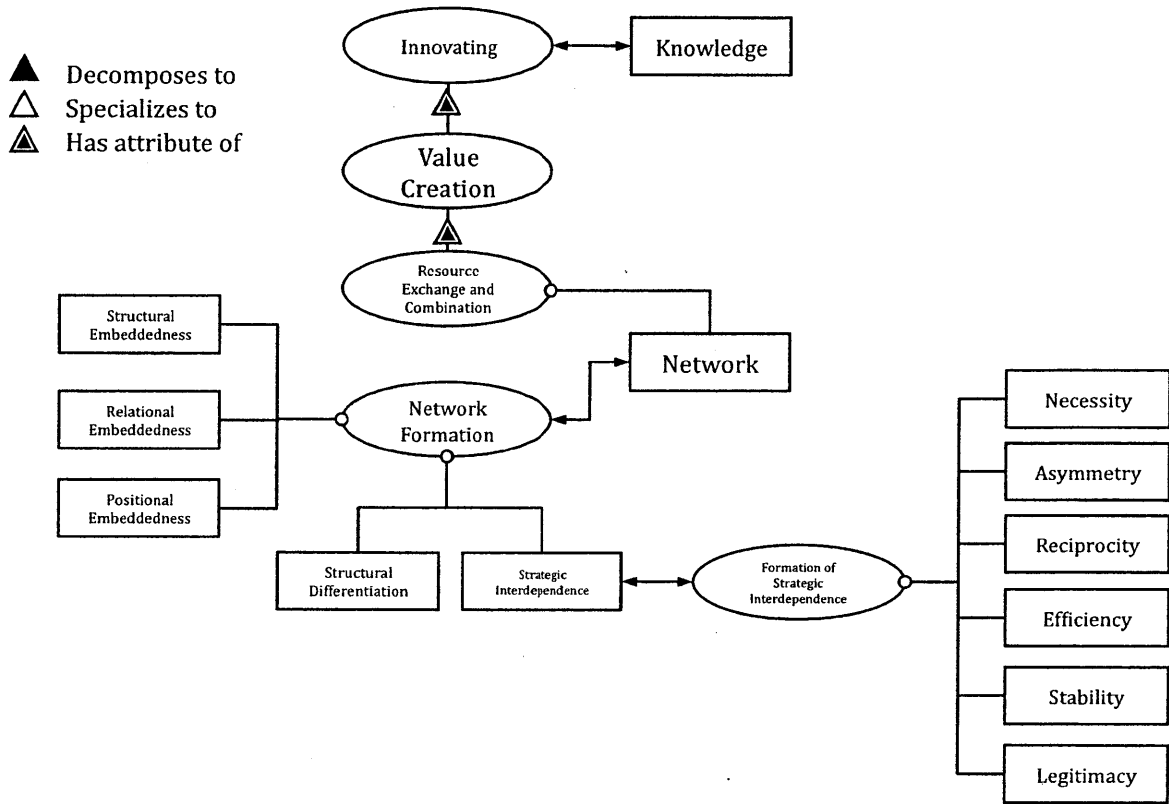 Innovating
Knowledge
Decomposes to
Specializes to
Has attribute of
Value
Creation
Resource
Exchange and
Combination
Structural
Embeddedness
Network
Relational
Embeddedness
Network
Formation
Positional
Embeddedness
Structural
Differentiation
Strategic
Interdependence
Formation of
Strategic
Interdependence
Necessity
Asymmetry
Reciprocity
Efficiency
Stability
Legitimacy